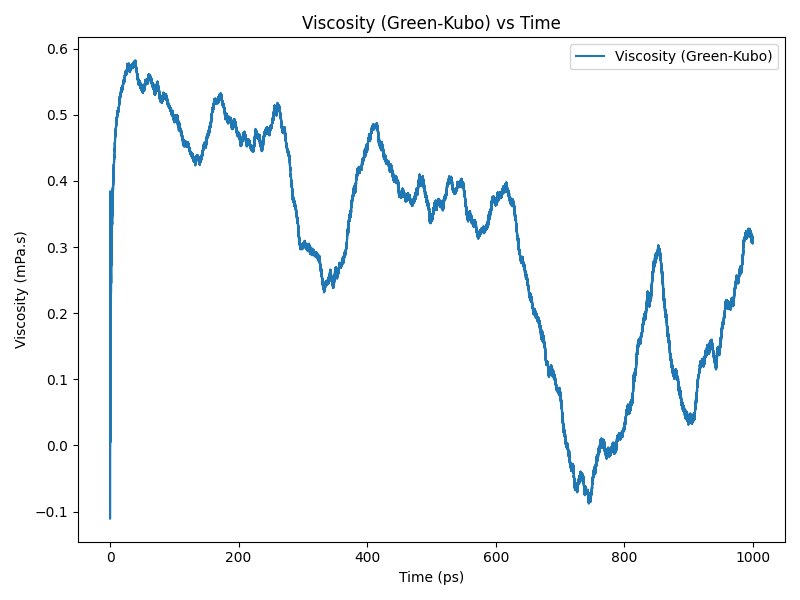 Viscosity (Green-Kubo) vs Time
Viscosity (Green-Kubo)
Viscosity (mPa.s)
0.6
0.5
0.4
0.3
0.2
0.1
0.0
−0.1
0 200 400 600 800 1000
Time (ps)